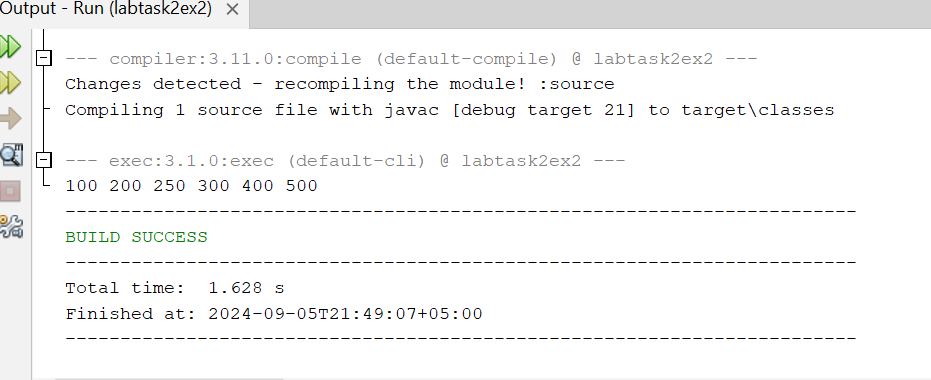 Output - Run (labtask2ex2)
--- compiler:3.11.0:compile (default-compile) @ labtask2ex2 ---
Changes detected - recompiling the module! :source
Compiling 1 source file with javac [debug target 21] to target\classes
--- exec:3.1.0:exec (default-cli) @ labtask2ex2 ---
100 200 250 300 400 500
------------------------------------------------------------------------
BUILD SUCCESS
------------------------------------------------------------------------
Total time:  1.628 s
Finished at: 2024-09-05T21:49:07+05:00
------------------------------------------------------------------------